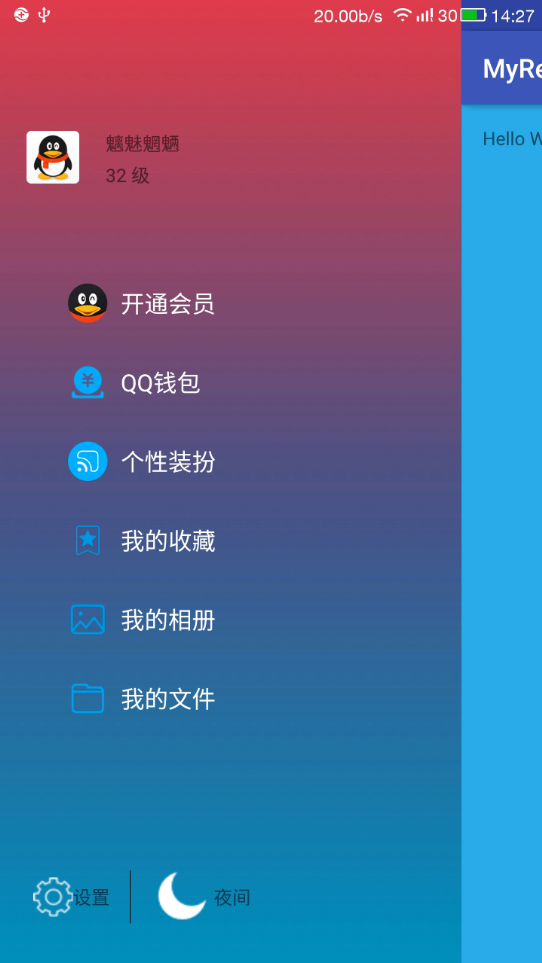 20.00b/s 30 14:27
MyRe
Hello W
魑魅魍魉
32 级
开通会员
QQ钱包
个性装扮
我的收藏
我的相册
我的文件
设置
夜间